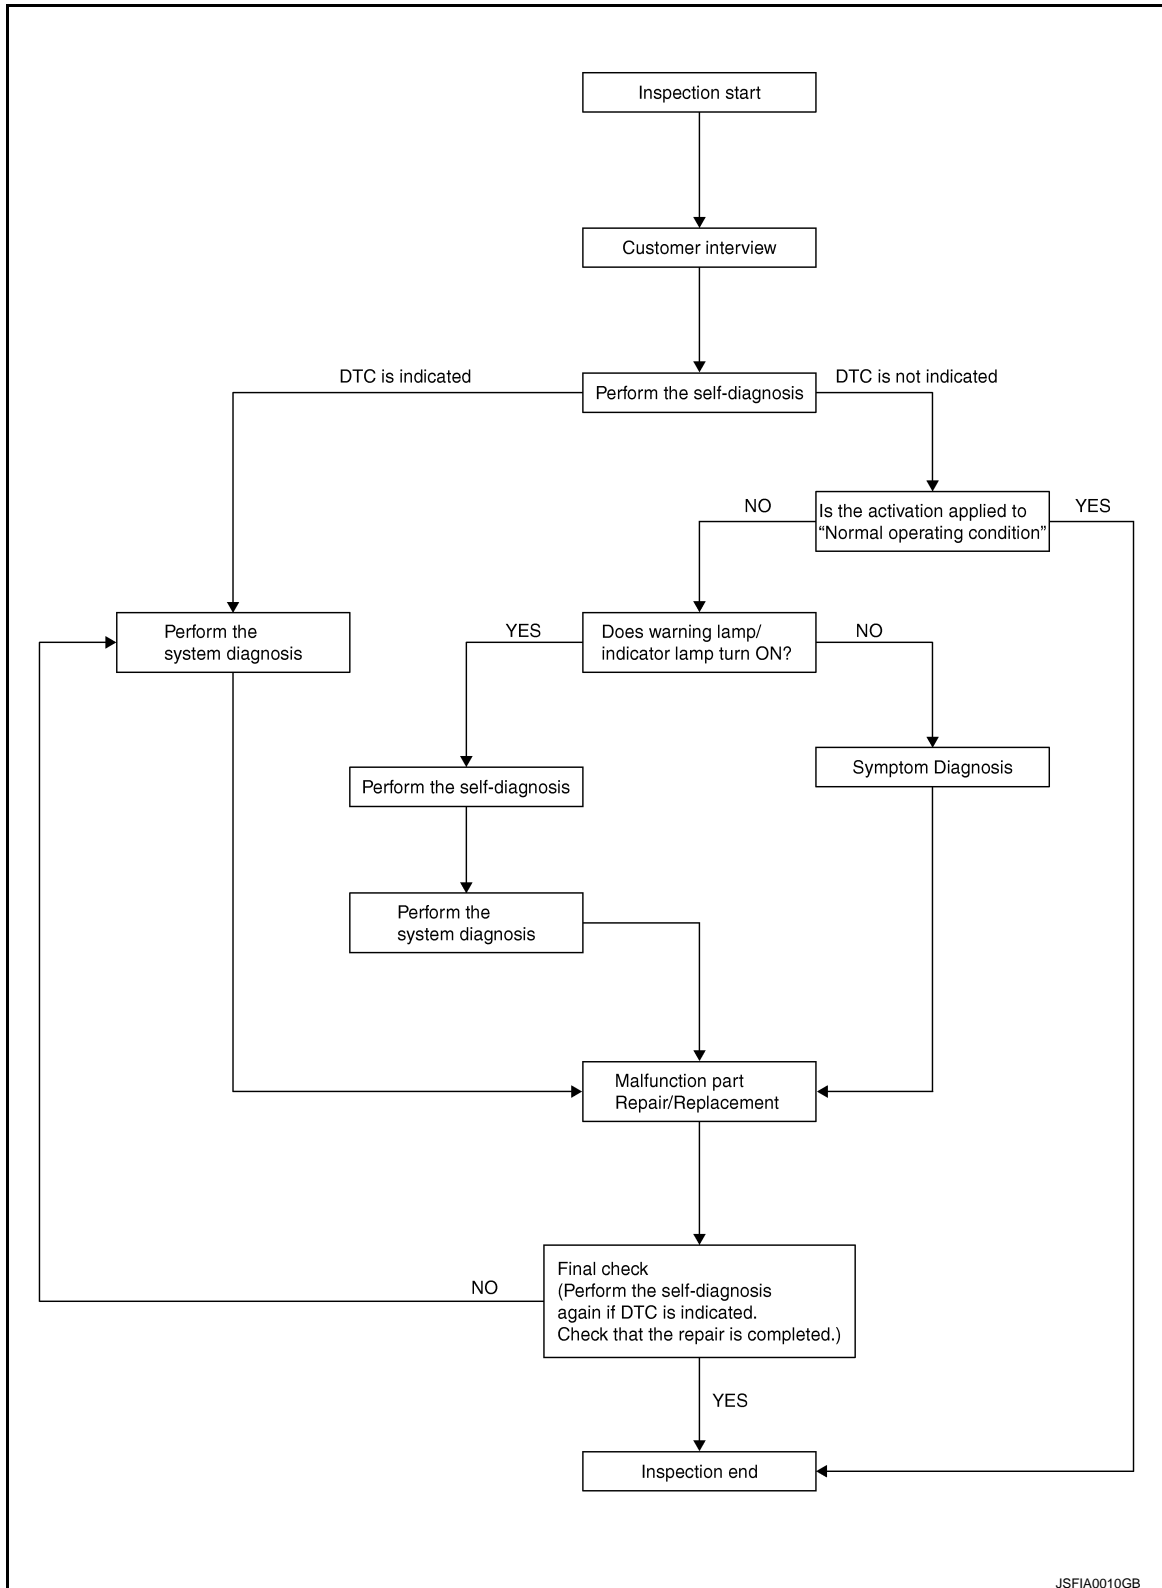 Inspection start
Customer interview
DTC is indicated
Perform the self-diagnosis
DTC is not indicated
NO
Is the activation applied to
“Normal operating condition”
YES
Perform the
system diagnosis
YES
Does warning lamp/
indicator lamp turn ON?
NO
Perform the self-diagnosis
Symptom Diagnosis
Perform the
system diagnosis
Malfunction part
Repair/Replacement
NO
Final check
(Perform the self-diagnosis
again if DTC is indicated.
Check that the repair is completed.)
YES
Inspection end
JSFIA0010GB